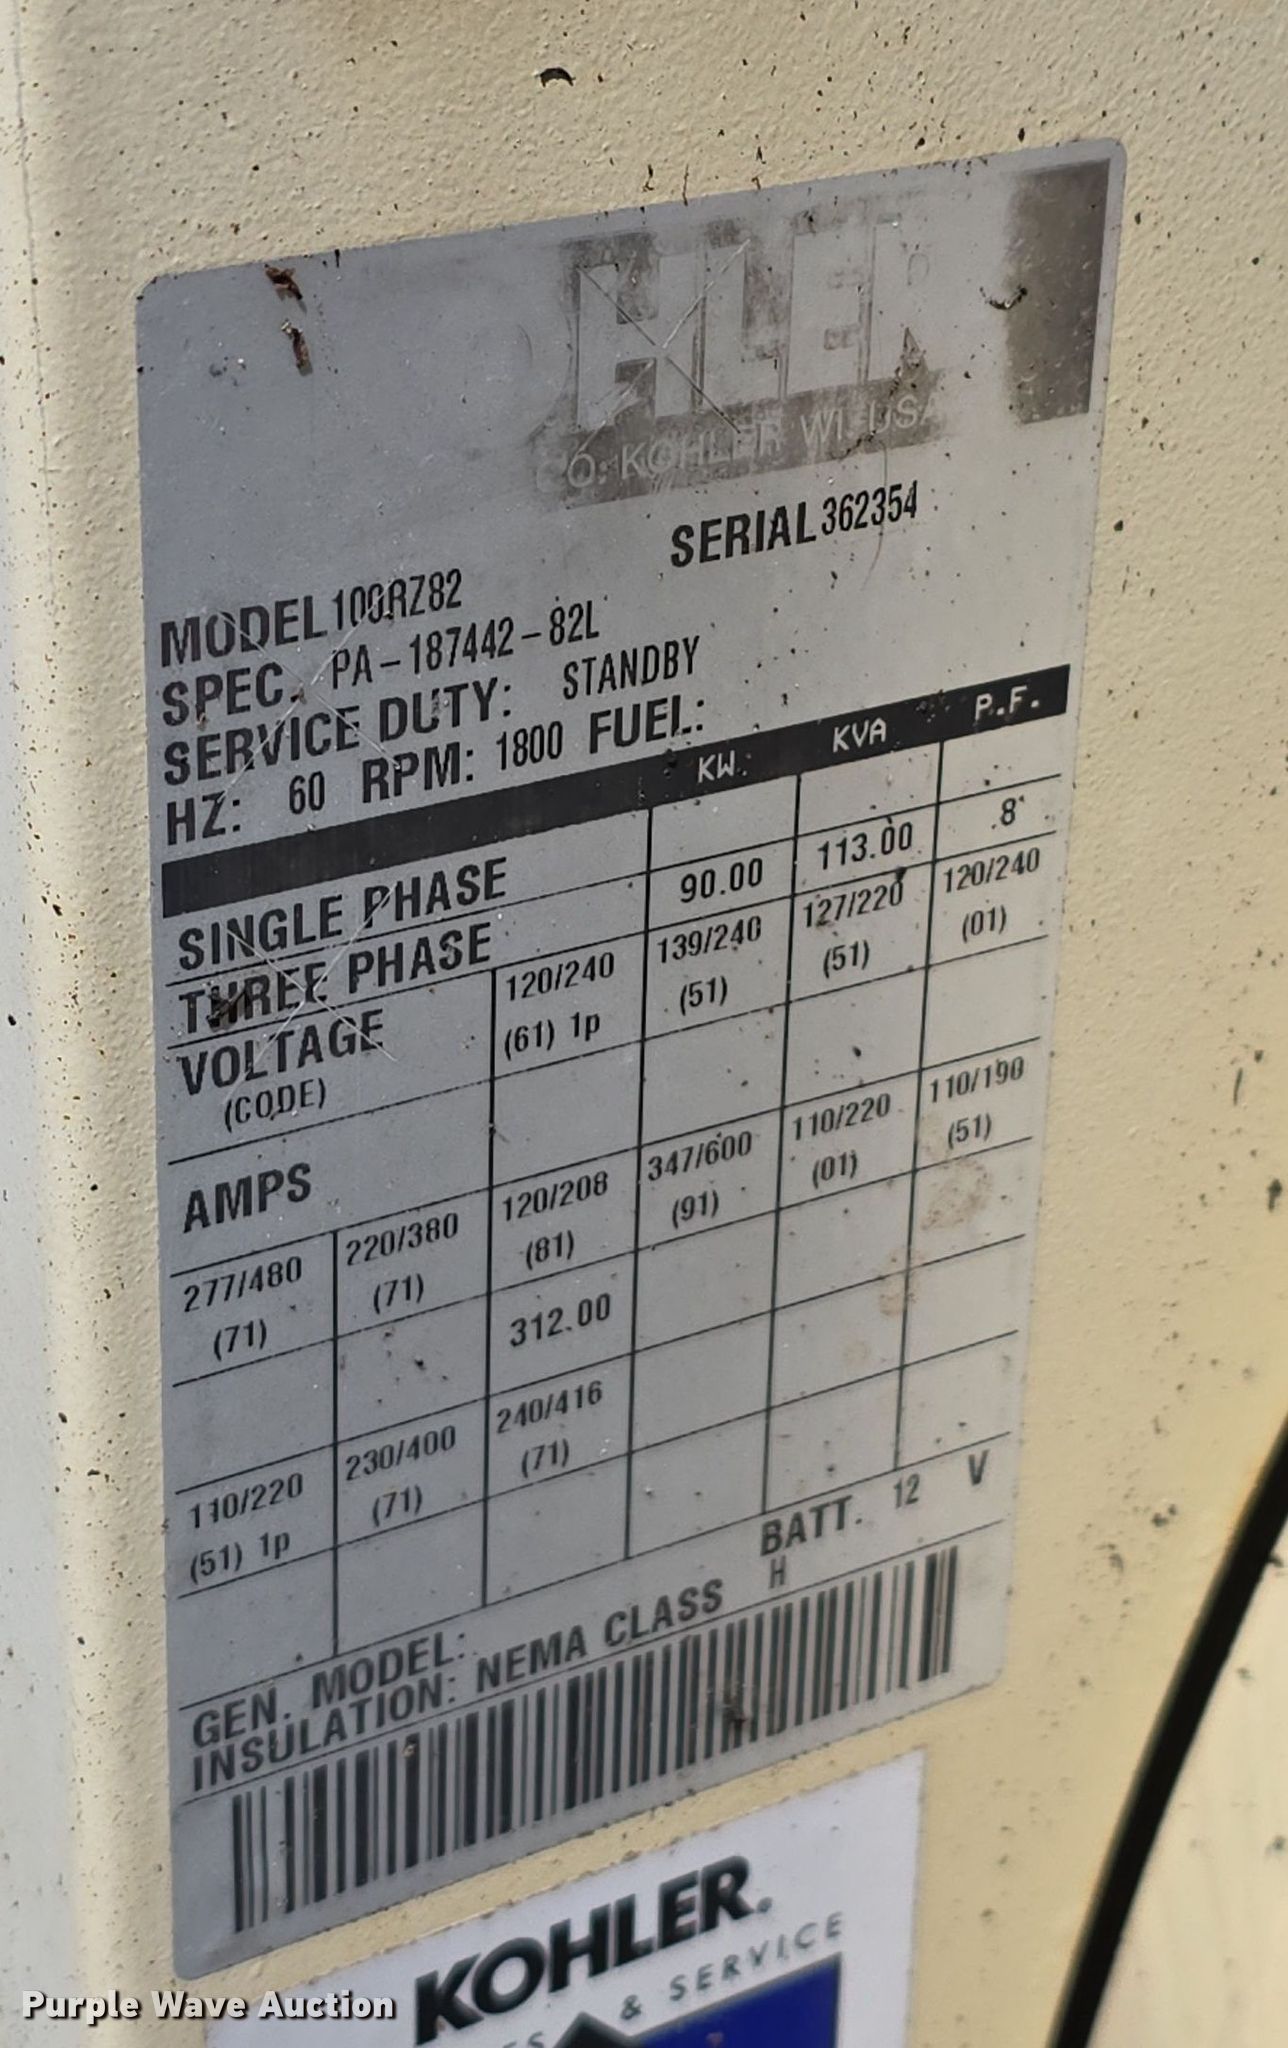 OHLER
CO. KOHLER WI. USA
SERIAL 362354
MODEL 100RZ82
SPEC. PA-187442-82L
SERVICE DUTY: STANDBY
HZ: 60 RPM: 1800 FUEL:
KW. KVA P.F.
SINGLE PHASE
THREE PHASE 90.00 113.00 .8
VOLTAGE 120/240 139/240 127/220 120/240
(CODE) (61) 1p (51) (51) (01)
AMPS
277/480 220/380 120/208 347/600 110/220 110/190
(71) (71) (81) (91) (01) (51)
312.00
110/220 230/400 240/416
(51) 1p (71) (71)
BATT. 12 V
GEN. MODEL:
INSULATION: NEMA CLASS H
KOHLER.
& SERVICE
Purple Wave Auction